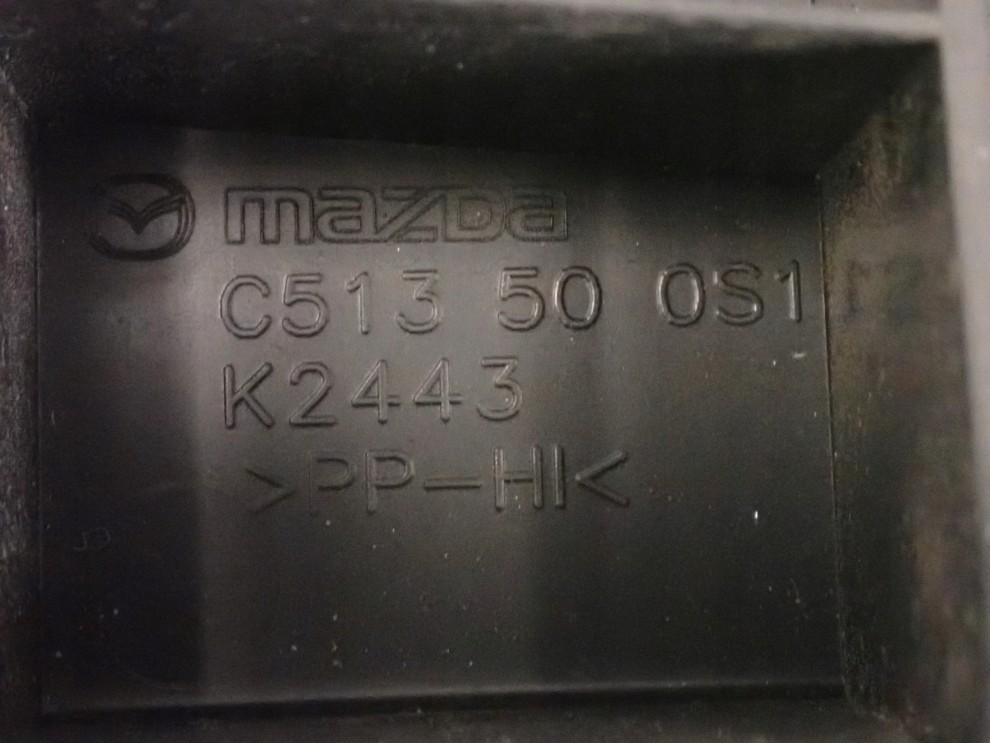 mazda
C513 50 0S1
K2443
>PP-HI<